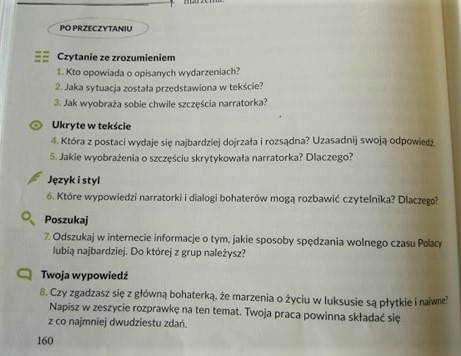 marzenia.
PO PRZECZYTANIU
Czytanie ze zrozumieniem
1. Kto opowiada o opisanych wydarzeniach?
2. Jaka sytuacja została przedstawiona w tekście?
3. Jak wyobraża sobie chwile szczęścia narratorka?
Ukryte w tekście
4. Która z postaci wydaje się najbardziej dojrzała i rozsądna? Uzasadnij swoją odpowiedź.
5. Jakie wyobrażenia o szczęściu skrytykowała narratorka? Dlaczego?
Język i styl
6. Które wypowiedzi narratorki i dialogi bohaterów mogą rozbawić czytelnika? Dlaczego?
Poszukaj
7. Odszukaj w internecie informacje o tym, jakie sposoby spędzania wolnego czasu Polacy
lubią najbardziej. Do której z grup należysz?
Twoja wypowiedź
8. Czy zgadzasz się z główną bohaterką, że marzenia o życiu w luksusie są płytkie i naiwne?
Napisz w zeszycie rozprawkę na ten temat. Twoja praca powinna składać się
z co najmniej dwudziestu zdań.
160